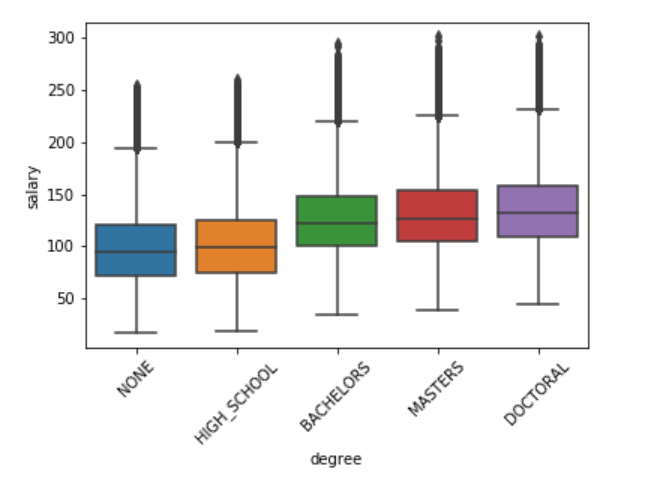 300
250
200
150
100
50
salary
NONE
HIGH_SCHOOL
BACHELORS
MASTERS
DOCTORAL
degree